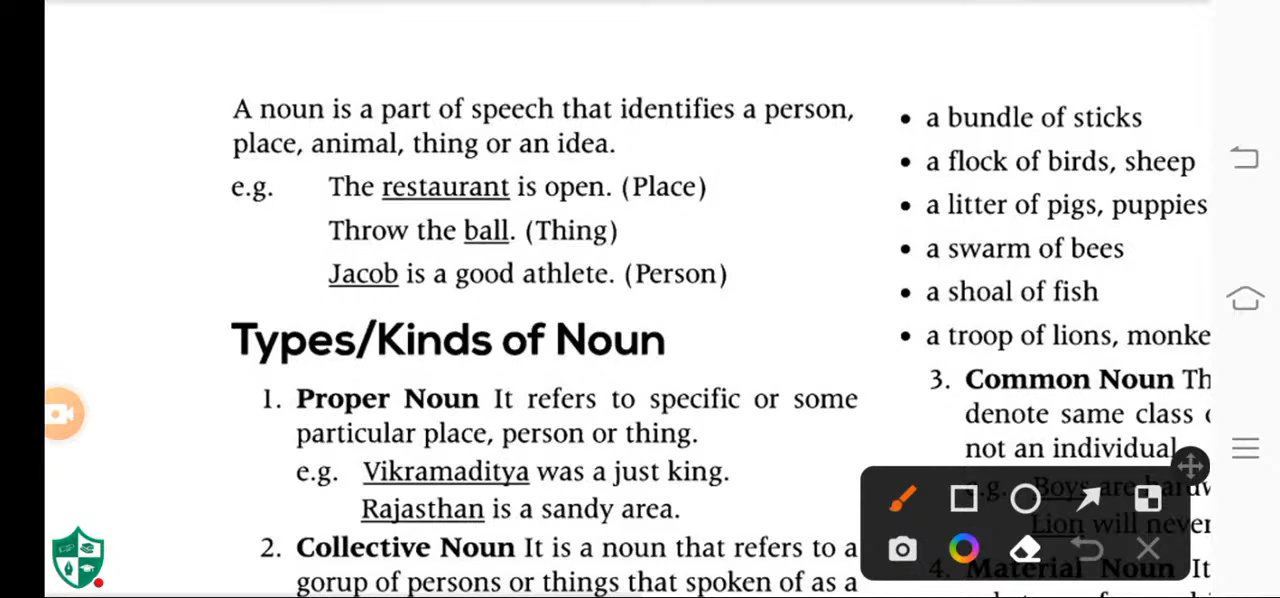 A noun is a part of speech that identifies a person,
place, animal, thing or an idea.
e.g. The restaurant is open. (Place)
Throw the ball. (Thing)
Jacob is a good athlete. (Person)
Types/Kinds of Noun
1. Proper Noun It refers to specific or some
particular place, person or thing.
e.g. Vikramaditya was a just king.
Rajasthan is a sandy area.
2. Collective Noun It is a noun that refers to a
gorup of persons or things that spoken of as a
• a bundle of sticks
• a flock of birds, sheep
• a litter of pigs, puppies
• a swarm of bees
• a shoal of fish
• a troop of lions, monke
3. Common Noun Th
denote same class
not an individual
e.g. Boys are
Lion will never
4. Material Noun It